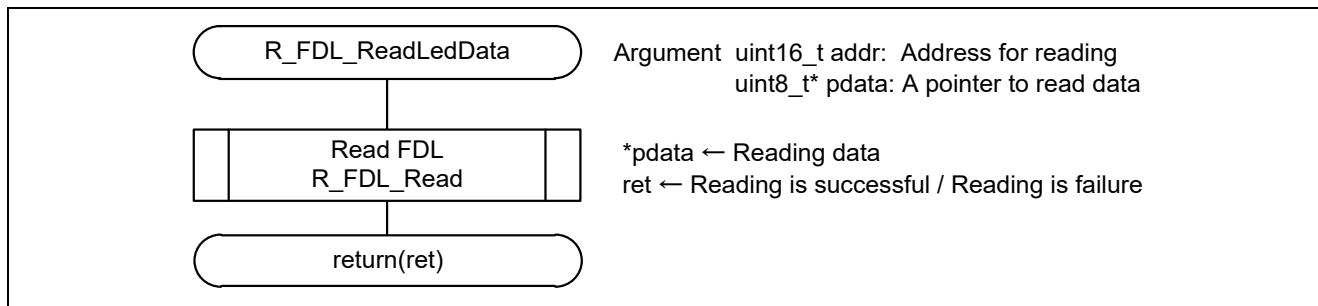 R_FDL_ReadLedData
Argument uint16_t addr: Address for reading
uint8_t* pdata: A pointer to read data
Read FDL
R_FDL_Read
*pdata ← Reading data
ret ← Reading is successful / Reading is failure
return(ret)